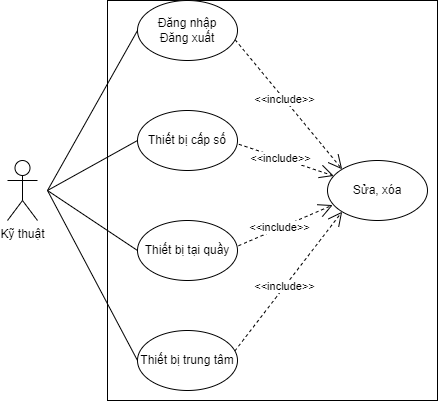 Đăng nhập
Đăng xuất
<<include>>
Thiết bị cấp số
<<include>>
Sửa, xóa
Kỹ thuật
<<include>>
Thiết bị tại quầy
<<include>>
Thiết bị trung tâm